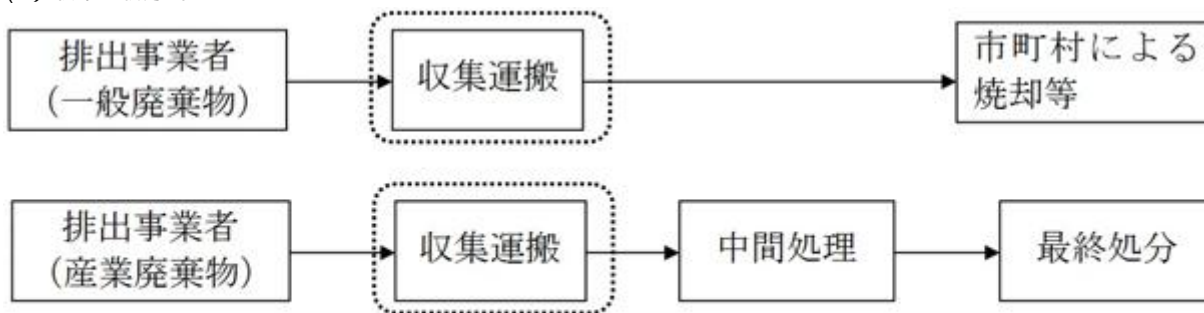 排出事業者
(一般廃棄物)
収集運搬
市町村による
焼却等
排出事業者
(産業廃棄物)
収集運搬
中間処理
最終処分